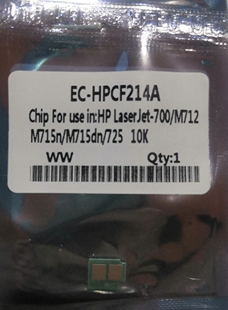 EC-HPCF214A
Chip For use in:HP LaserJet-700/M712
M715n/M715dn/725 10K
WW Qty:1